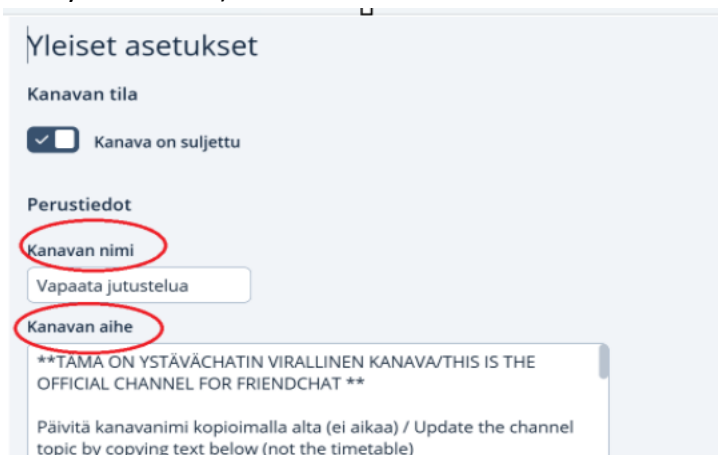 Yleiset asetukset
Kanavan tila
Kanava on suljettu
Perustiedot
Kanavan nimi
Vapaata jutustelua
Kanavan aihe
**TÄMÄ ON YSTÄVÄCHATIN VIRALLINEN KANAVA/THIS IS THE
OFFICIAL CHANNEL FOR FRIENDCHAT **
Päivitä kanavanimi kopioimalla alta (ei aikaa) / Update the channel
topic by copying text below (not the timetable)